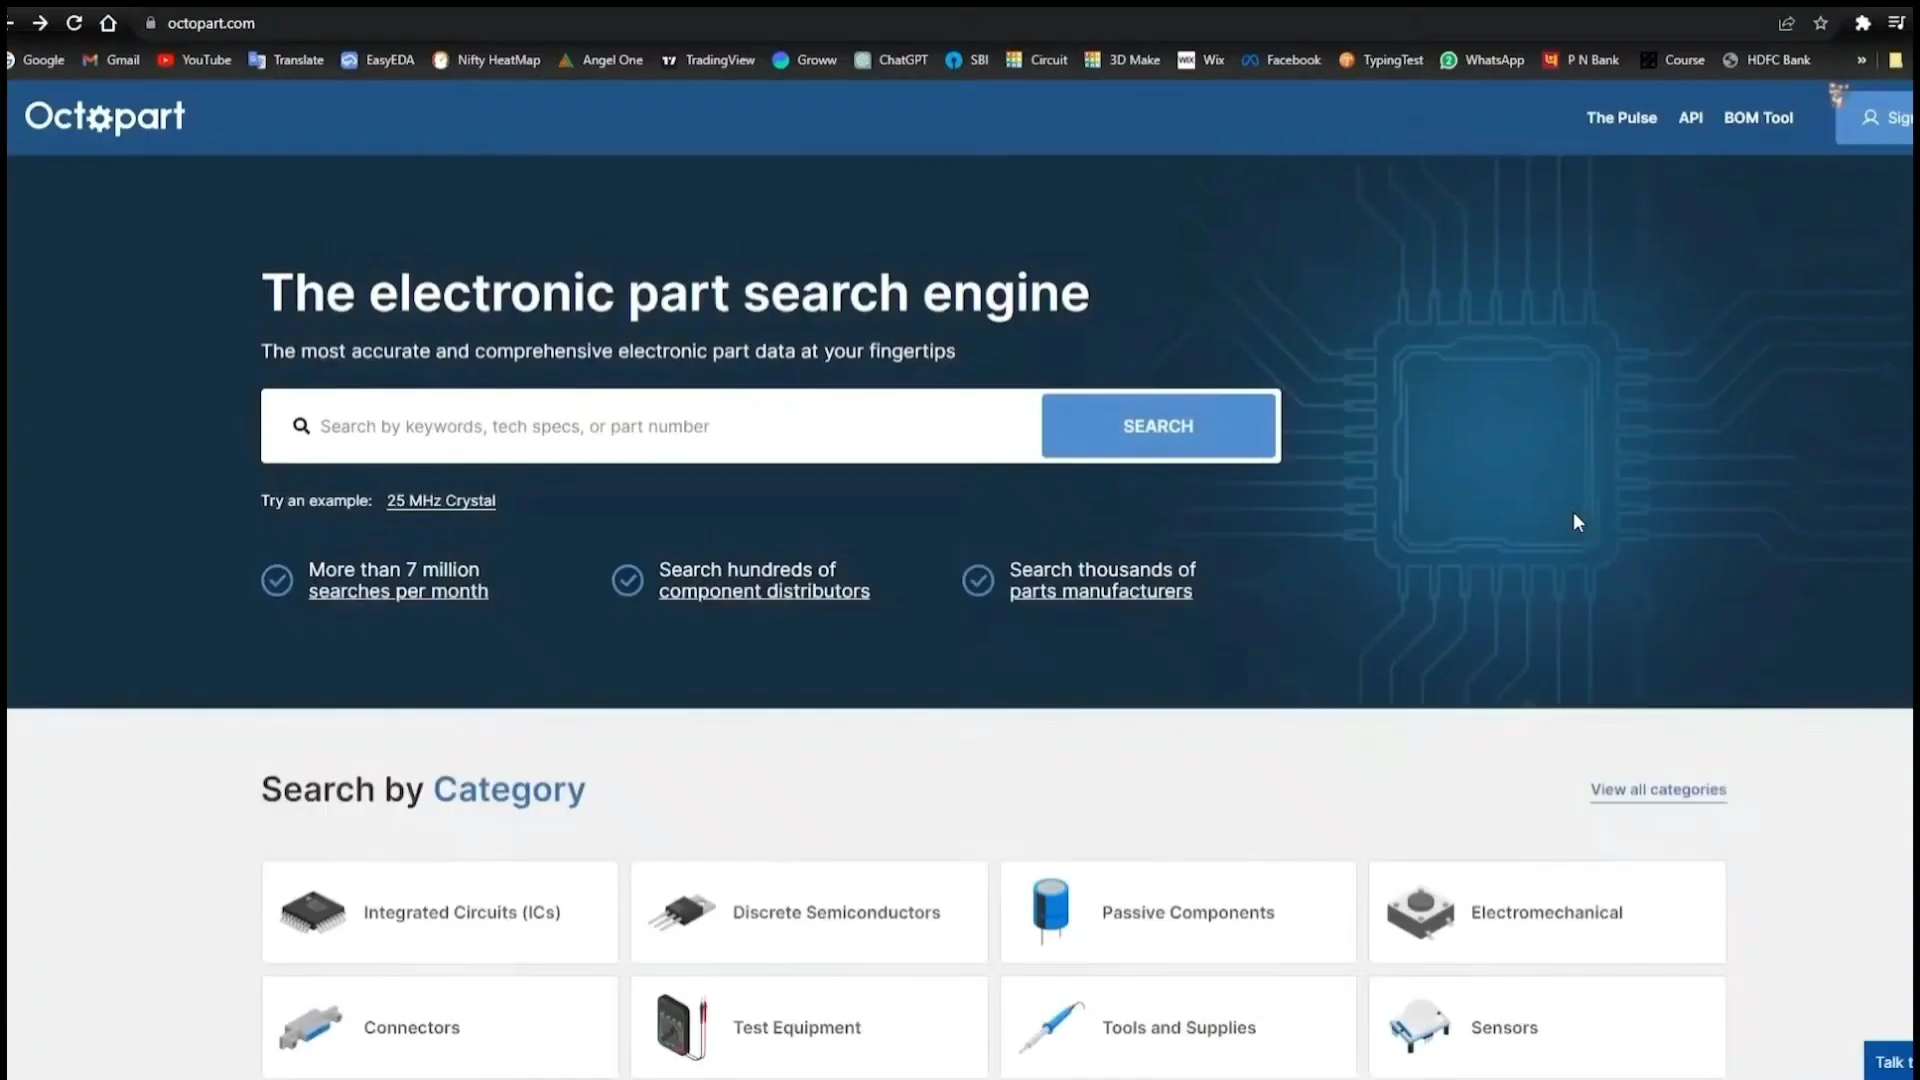 octopart.com
Google Gmail YouTube Translate EasyEDA Nifty HeatMap Angel One TradingView Groww ChatGPT SBI Circuit 3D Make Wix Facebook TypingTest WhatsApp P N Bank Course HDFC Bank »
Octopart
The Pulse API BOM Tool
The electronic part search engine
The most accurate and comprehensive electronic part data at your fingertips
Search by keywords, tech specs, or part number SEARCH
Try an example: 25 MHz Crystal
More than 7 million
searches per month
Search hundreds of
component distributors
Search thousands of
parts manufacturers
Search by Category
View all categories
Integrated Circuits (ICs)
Discrete Semiconductors
Passive Components
Electromechanical
Connectors
Test Equipment
Tools and Supplies
Sensors
Talk